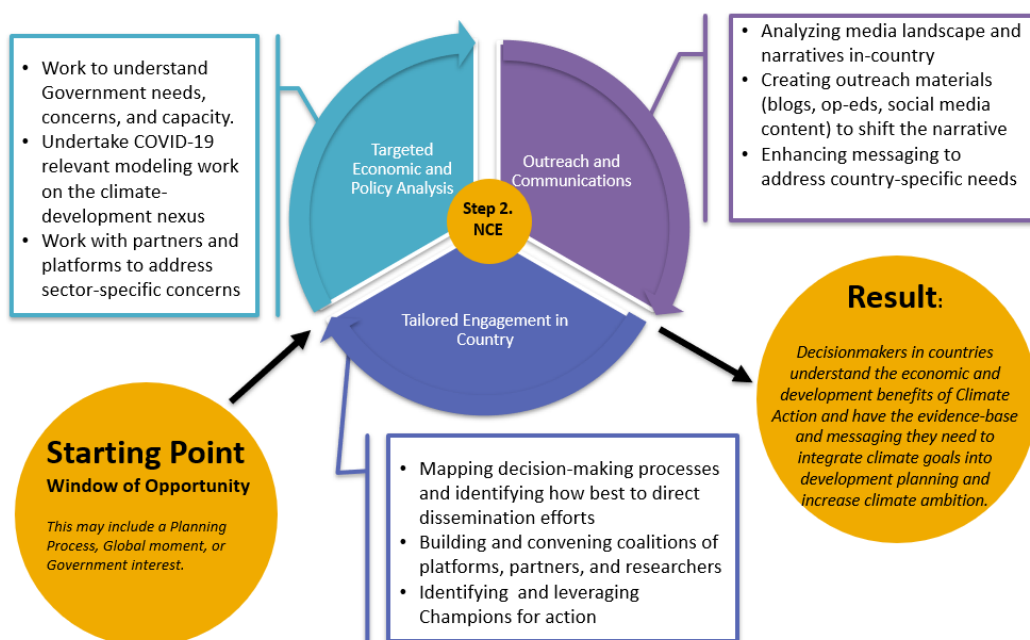 • Work to understand
Government needs,
concerns, and capacity.
• Undertake COVID-19
relevant modeling work
on the climate-
development nexus
• Work with partners and
platforms to address
sector-specific concerns
Targeted
Economic and
Policy Analysis
Outreach and
Communications
Step 2.
NCE
Tailored Engagement in
Country
• Analyzing media landscape and
narratives in-country
• Creating outreach materials
(blogs, op-eds, social media
content) to shift the narrative
• Enhancing messaging to
address country-specific needs
Starting Point
Window of Opportunity
This may include a Planning
Process, Global moment, or
Government interest.
• Mapping decision-making processes
and identifying how best to direct
dissemination efforts
• Building and convening coalitions of
platforms, partners, and researchers
• Identifying and leveraging
Champions for action
Result:
Decisionmakers in countries
understand the economic and
development benefits of Climate
Action and have the evidence-base
and messaging they need to
integrate climate goals into
development planning and
increase climate ambition.